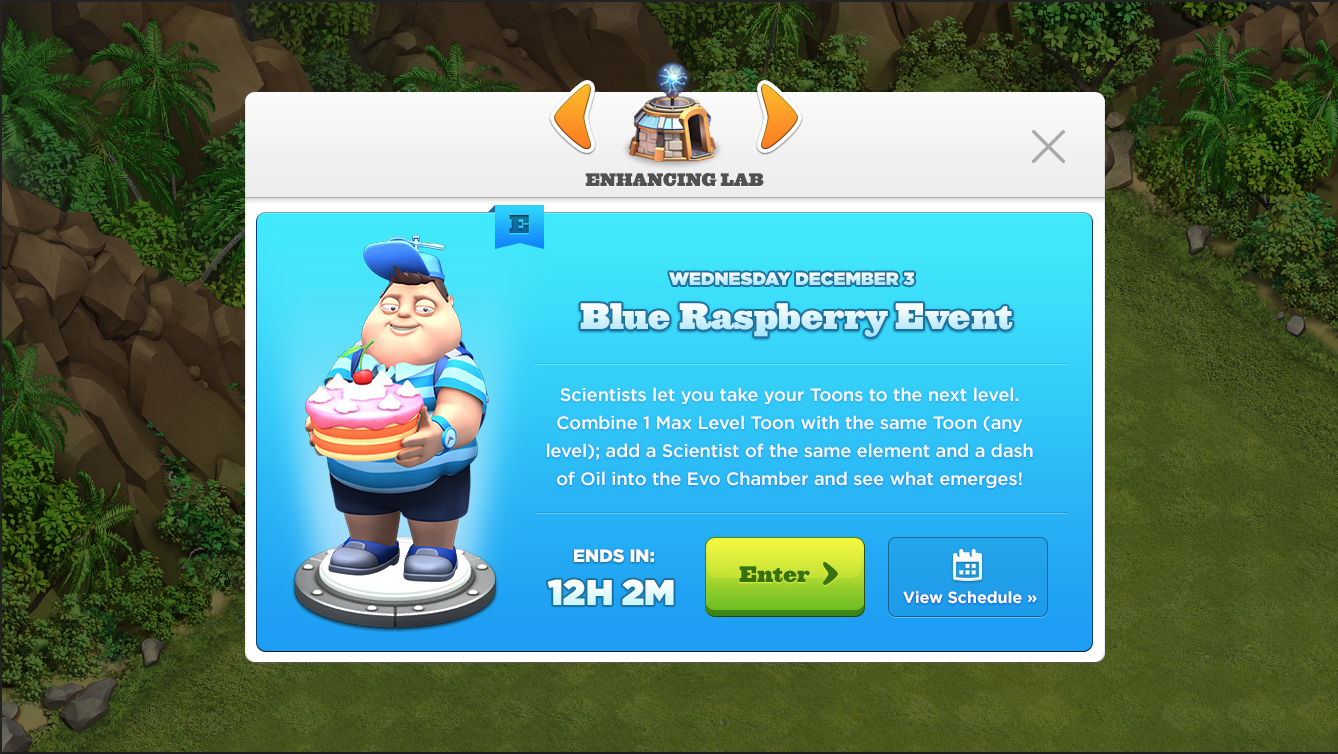 ENHANCING LAB
E
WEDNESDAY DECEMBER 3
Blue Raspberry Event
Scientists let you take your Toons to the next level.
Combine 1 Max Level Toon with the same Toon (any
level); add a Scientist of the same element and a dash
of Oil into the Evo Chamber and see what emerges!
ENDS IN:
12H 2M
Enter
View Schedule »